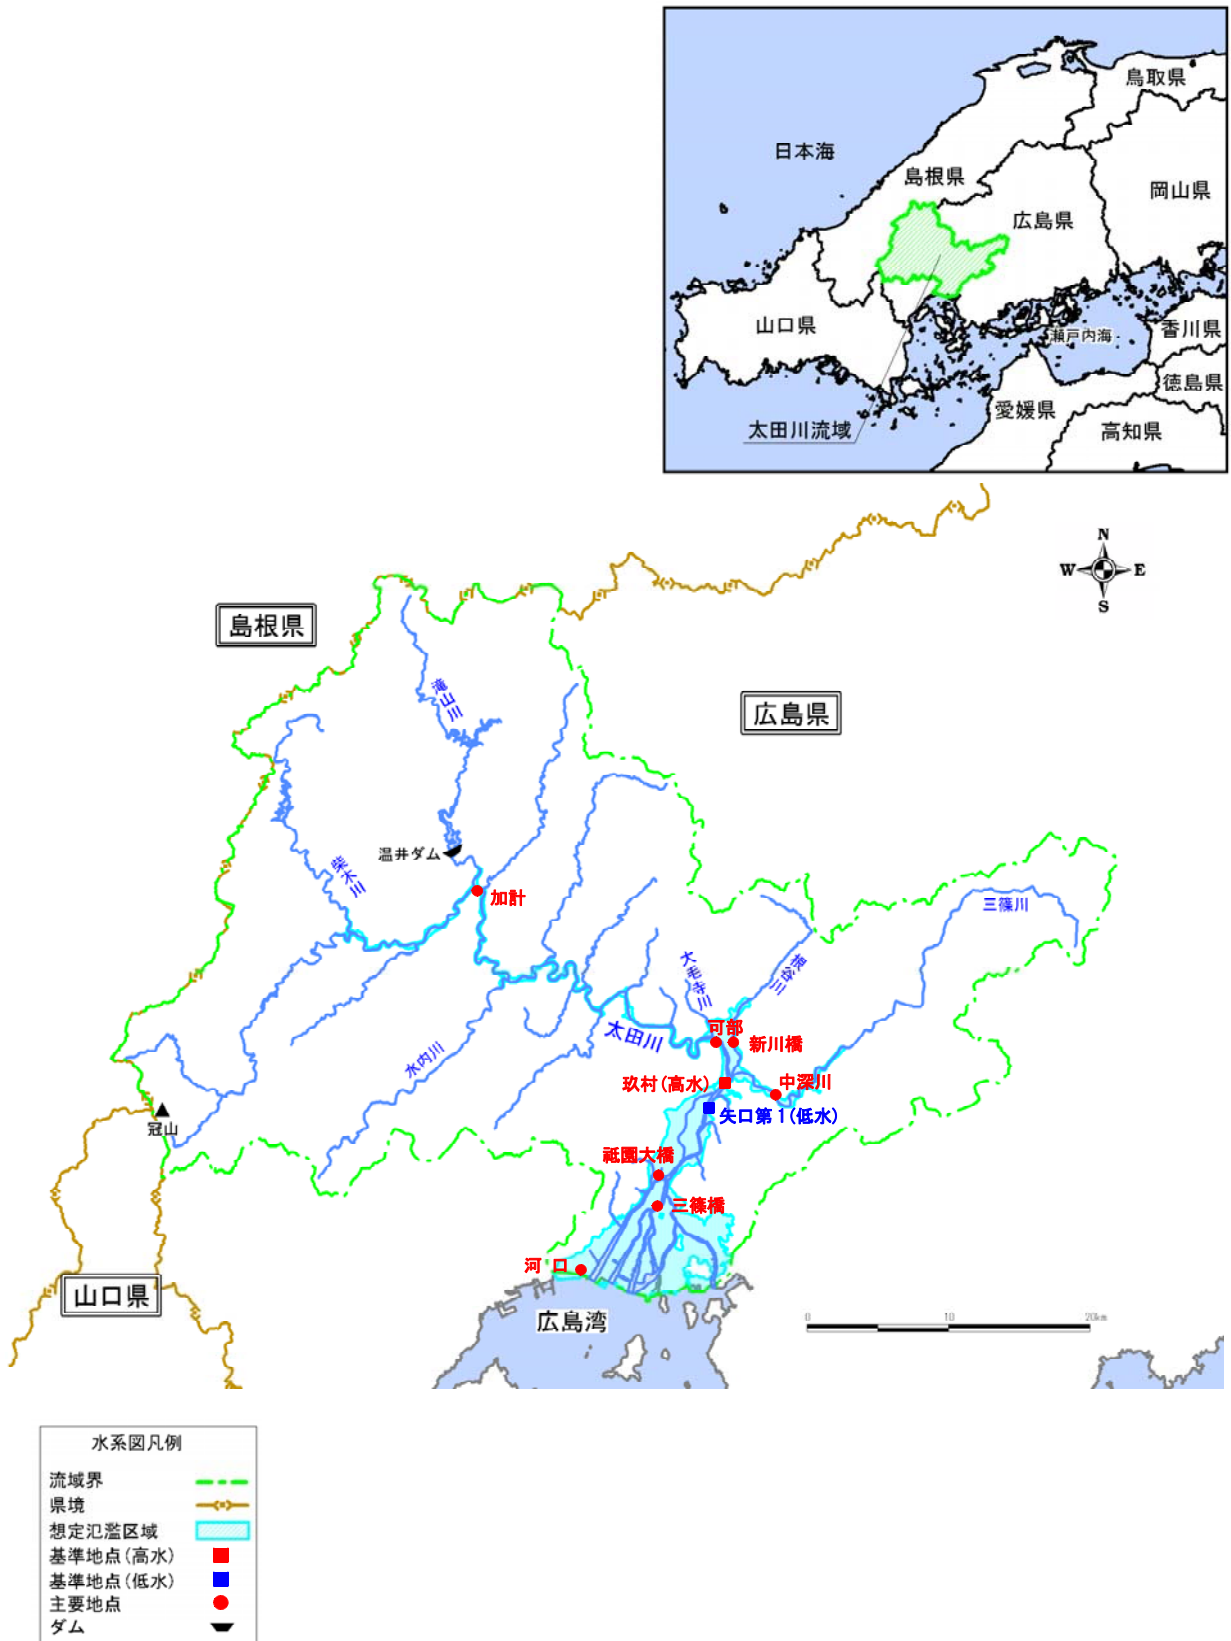 鳥取県
日本海
島根県
岡山県
広島県
山口県
瀬戸内海
香川県
徳島県
愛媛県
高知県
太田川流域
N
W
E
S
島根県
広島県
滝山川
温井ダム
柴木川
加計
三篠川
大毛寺川
根谷川
可部
新川橋
太田川
水内川
玖村(高水)
中深川
矢口第1(低水)
冠山
祗園大橋
三篠橋
河口
山口県
広島湾
0
10
20km
水系図凡例
流域界
県境
想定氾濫区域
基準地点(高水)
基準地点(低水)
主要地点
ダム